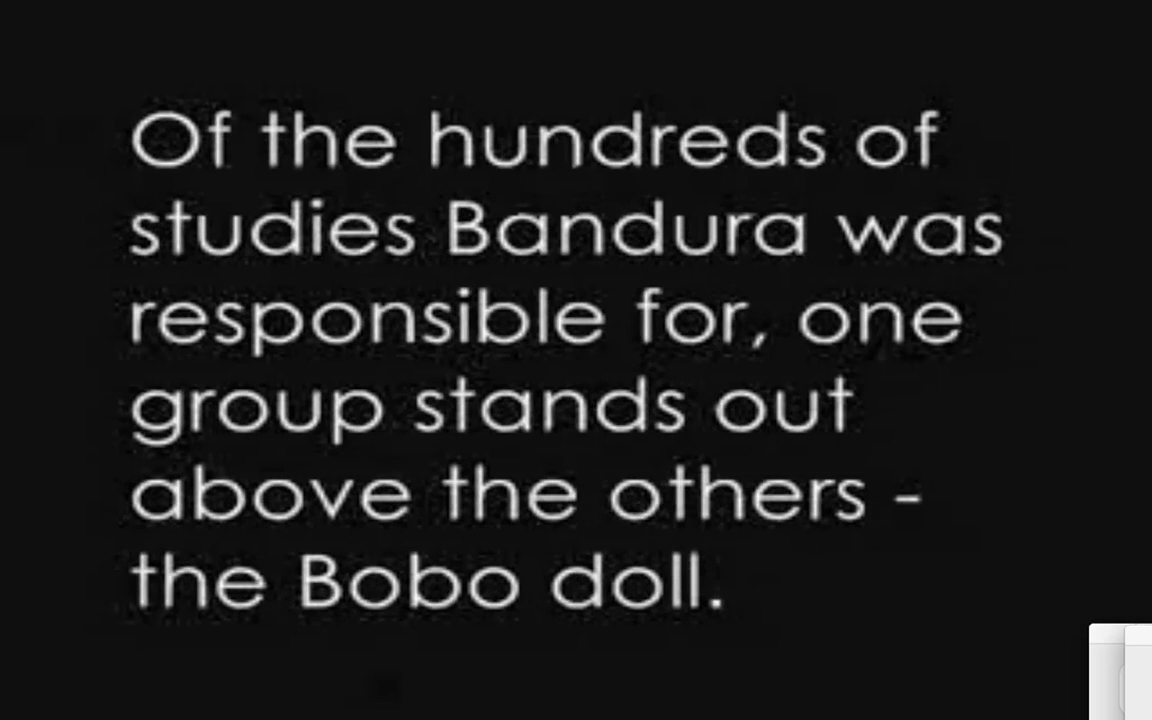 Of the hundreds of
studies Bandura was
responsible for, one
group stands out
above the others -
the Bobo doll.